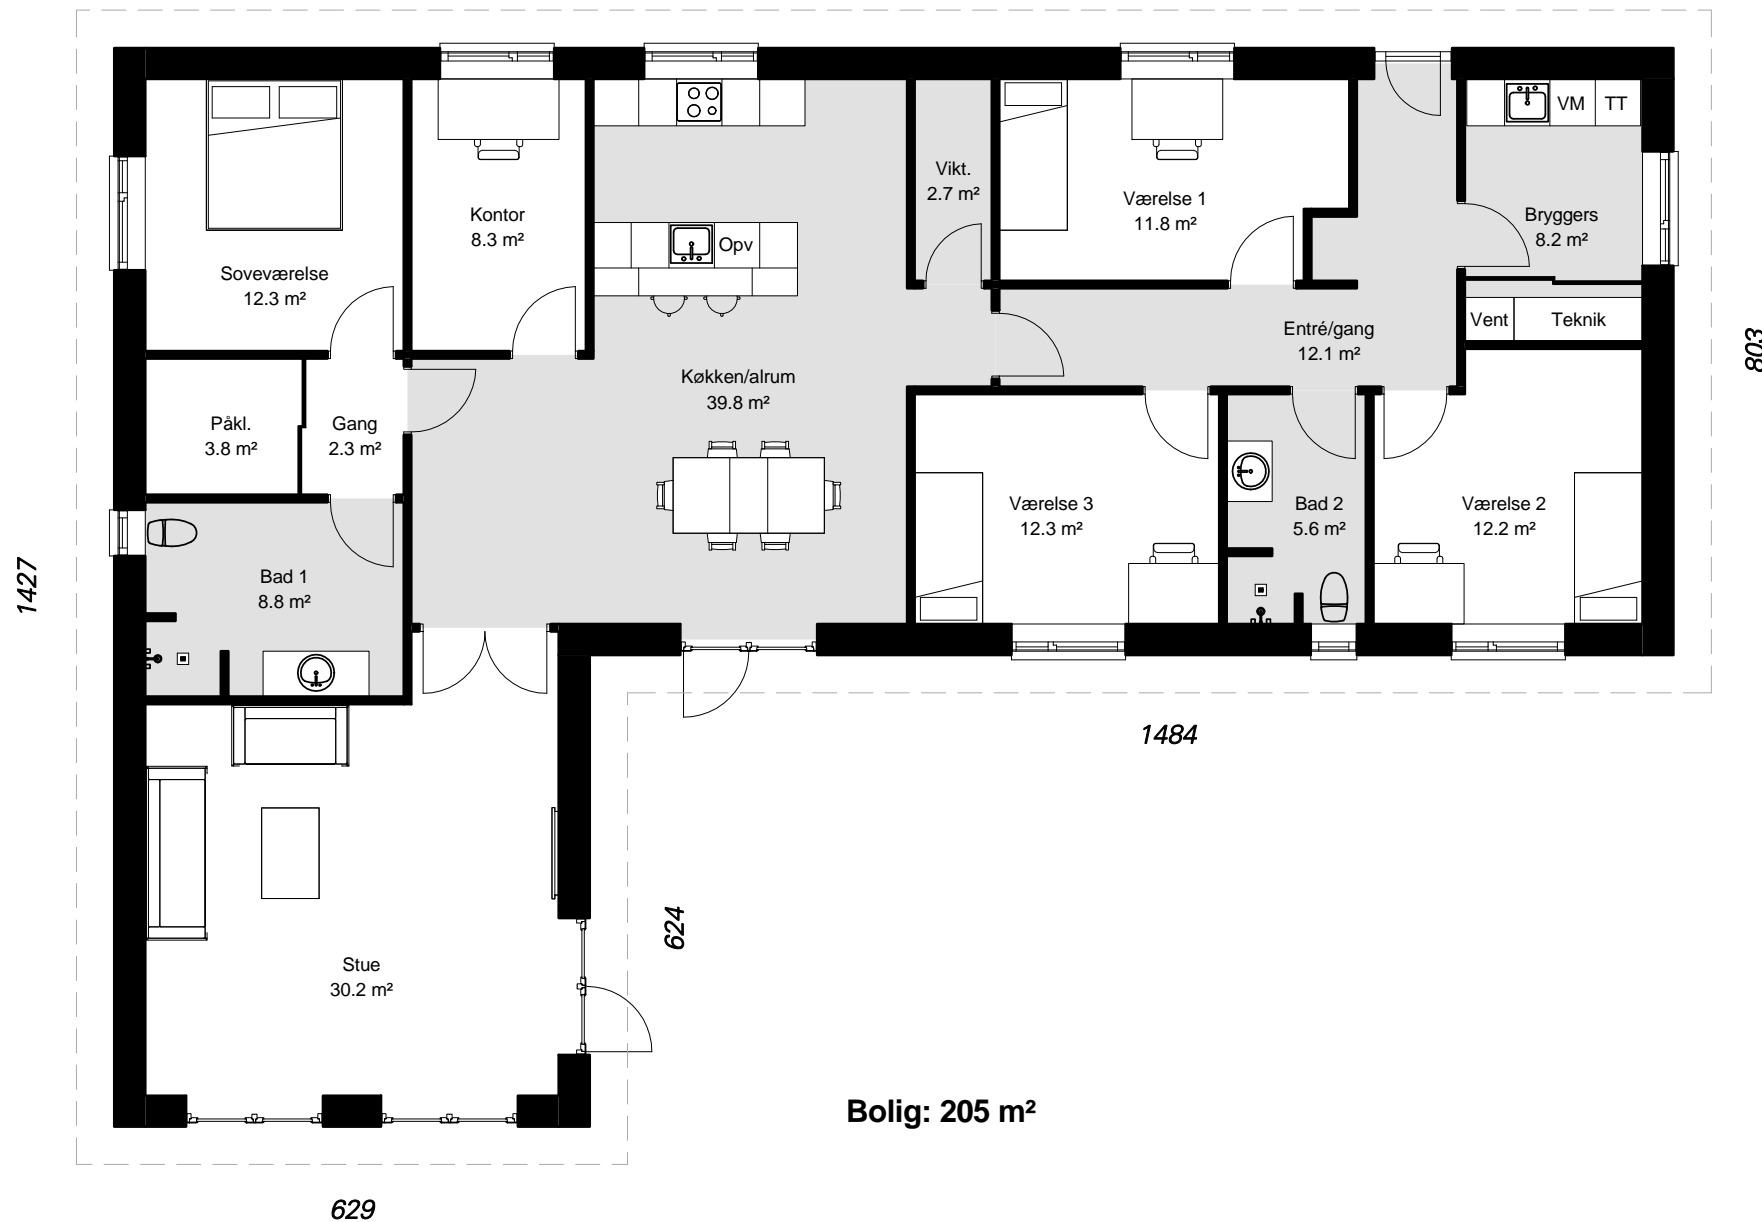 VM
TT
Vikt.
2.7 m²
Værelse 1
11.8 m²
Kontor
8.3 m²
Bryggers
8.2 m²
Opv
Soveværelse
12.3 m²
Vent
Teknik
Entré/gang
12.1 m²
803
Køkken/alrum
39.8 m²
Påkl.
3.8 m²
Gang
2.3 m²
Værelse 3
12.3 m²
Bad 2
5.6 m²
Værelse 2
12.2 m²
1427
Bad 1
8.8 m²
1484
624
Stue
30.2 m²
Bolig: 205 m²
629